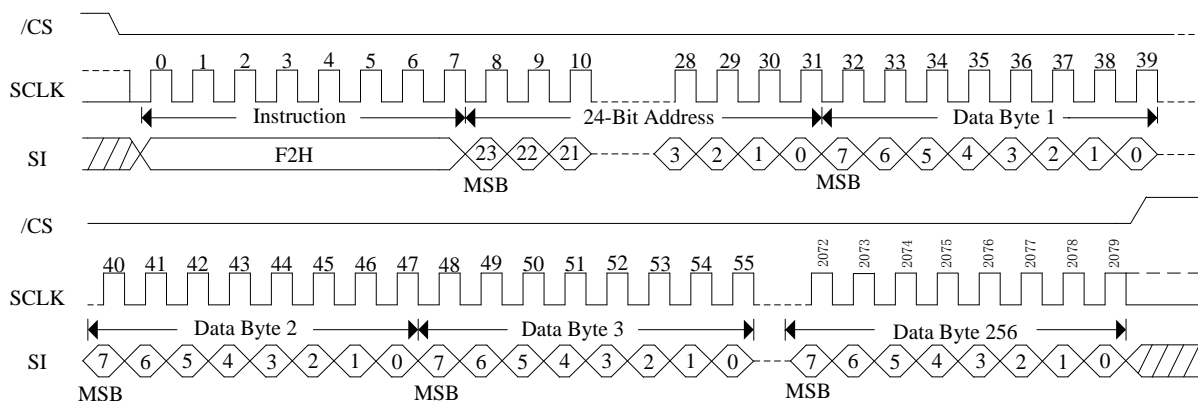 /CS
0 1 2 3 4 5 6 7 8 9 10 28 29 30 31 32 33 34 35 36 37 38 39
SCLK
Instruction 24-Bit Address Data Byte 1
SI F2H 23 22 21 3 2 1 0 7 6 5 4 3 2 1 0
MSB MSB
/CS
40 41 42 43 44 45 46 47 48 49 50 51 52 53 54 55 2072 2073 2074 2075 2076 2077 2078 2079
SCLK
Data Byte 2 Data Byte 3 Data Byte 256
SI 7 6 5 4 3 2 1 0 7 6 5 4 3 2 1 0 7 6 5 4 3 2 1 0
MSB MSB MSB